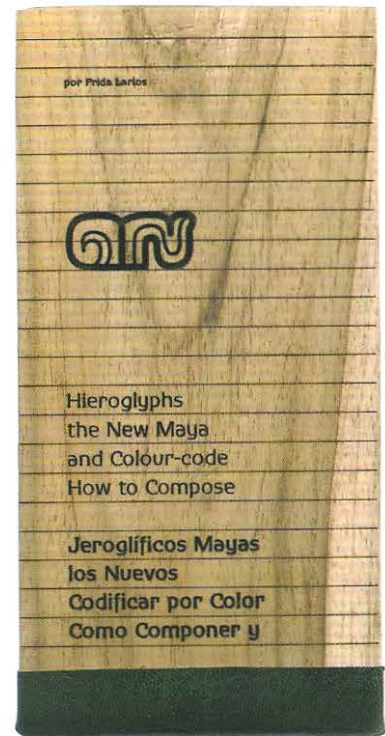 por Frida Larios
Hieroglyphs
the New Maya
and Colour-code
How to Compose
Jeroglíficos Mayas
los Nuevos
Codificar por Color
Como Componer y